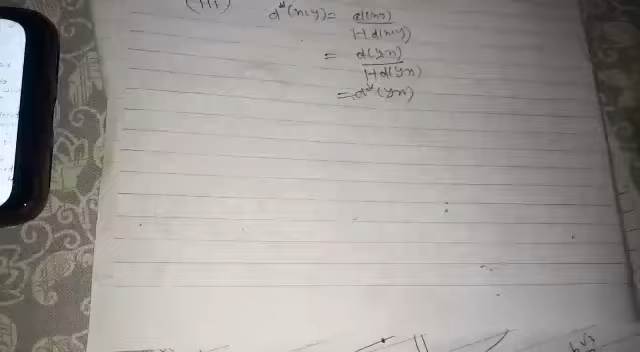 (iii) d*(x,y) = d(x,y)/1+d(x,y)
= d(y,x)/1+d(y,x)
= d*(y,x)